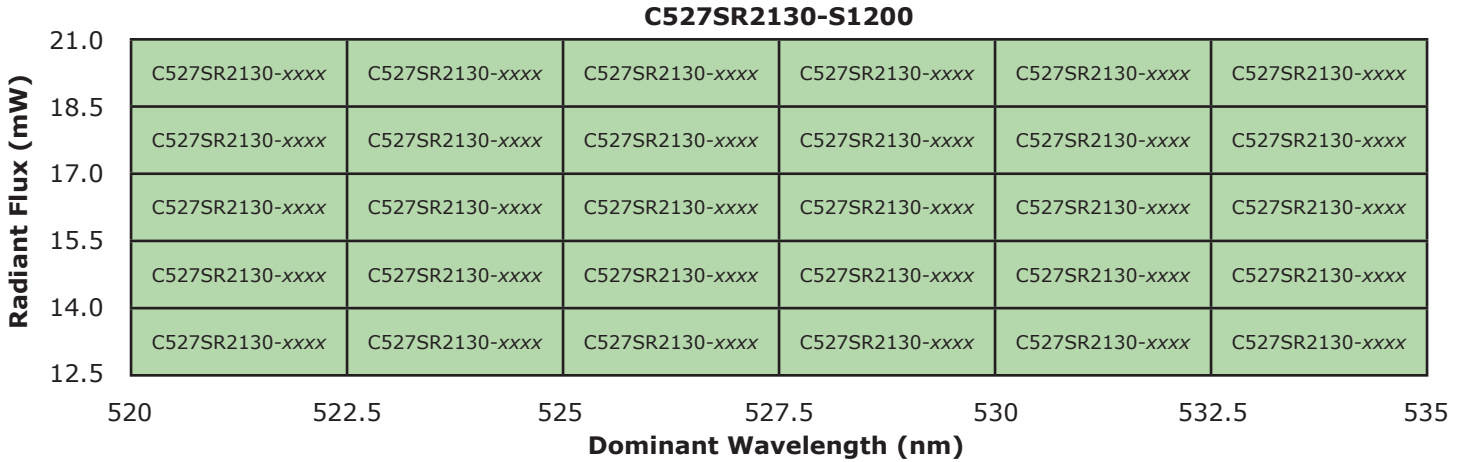 C527SR2130-S1200
21.0
C527SR2130-xxxx C527SR2130-xxxx C527SR2130-xxxx C527SR2130-xxxx C527SR2130-xxxx C527SR2130-xxxx
18.5
C527SR2130-xxxx C527SR2130-xxxx C527SR2130-xxxx C527SR2130-xxxx C527SR2130-xxxx C527SR2130-xxxx
17.0
C527SR2130-xxxx C527SR2130-xxxx C527SR2130-xxxx C527SR2130-xxxx C527SR2130-xxxx C527SR2130-xxxx
15.5
C527SR2130-xxxx C527SR2130-xxxx C527SR2130-xxxx C527SR2130-xxxx C527SR2130-xxxx C527SR2130-xxxx
14.0
C527SR2130-xxxx C527SR2130-xxxx C527SR2130-xxxx C527SR2130-xxxx C527SR2130-xxxx C527SR2130-xxxx
12.5
Radiant Flux (mW)
520 522.5 525 527.5 530 532.5 535
Dominant Wavelength (nm)